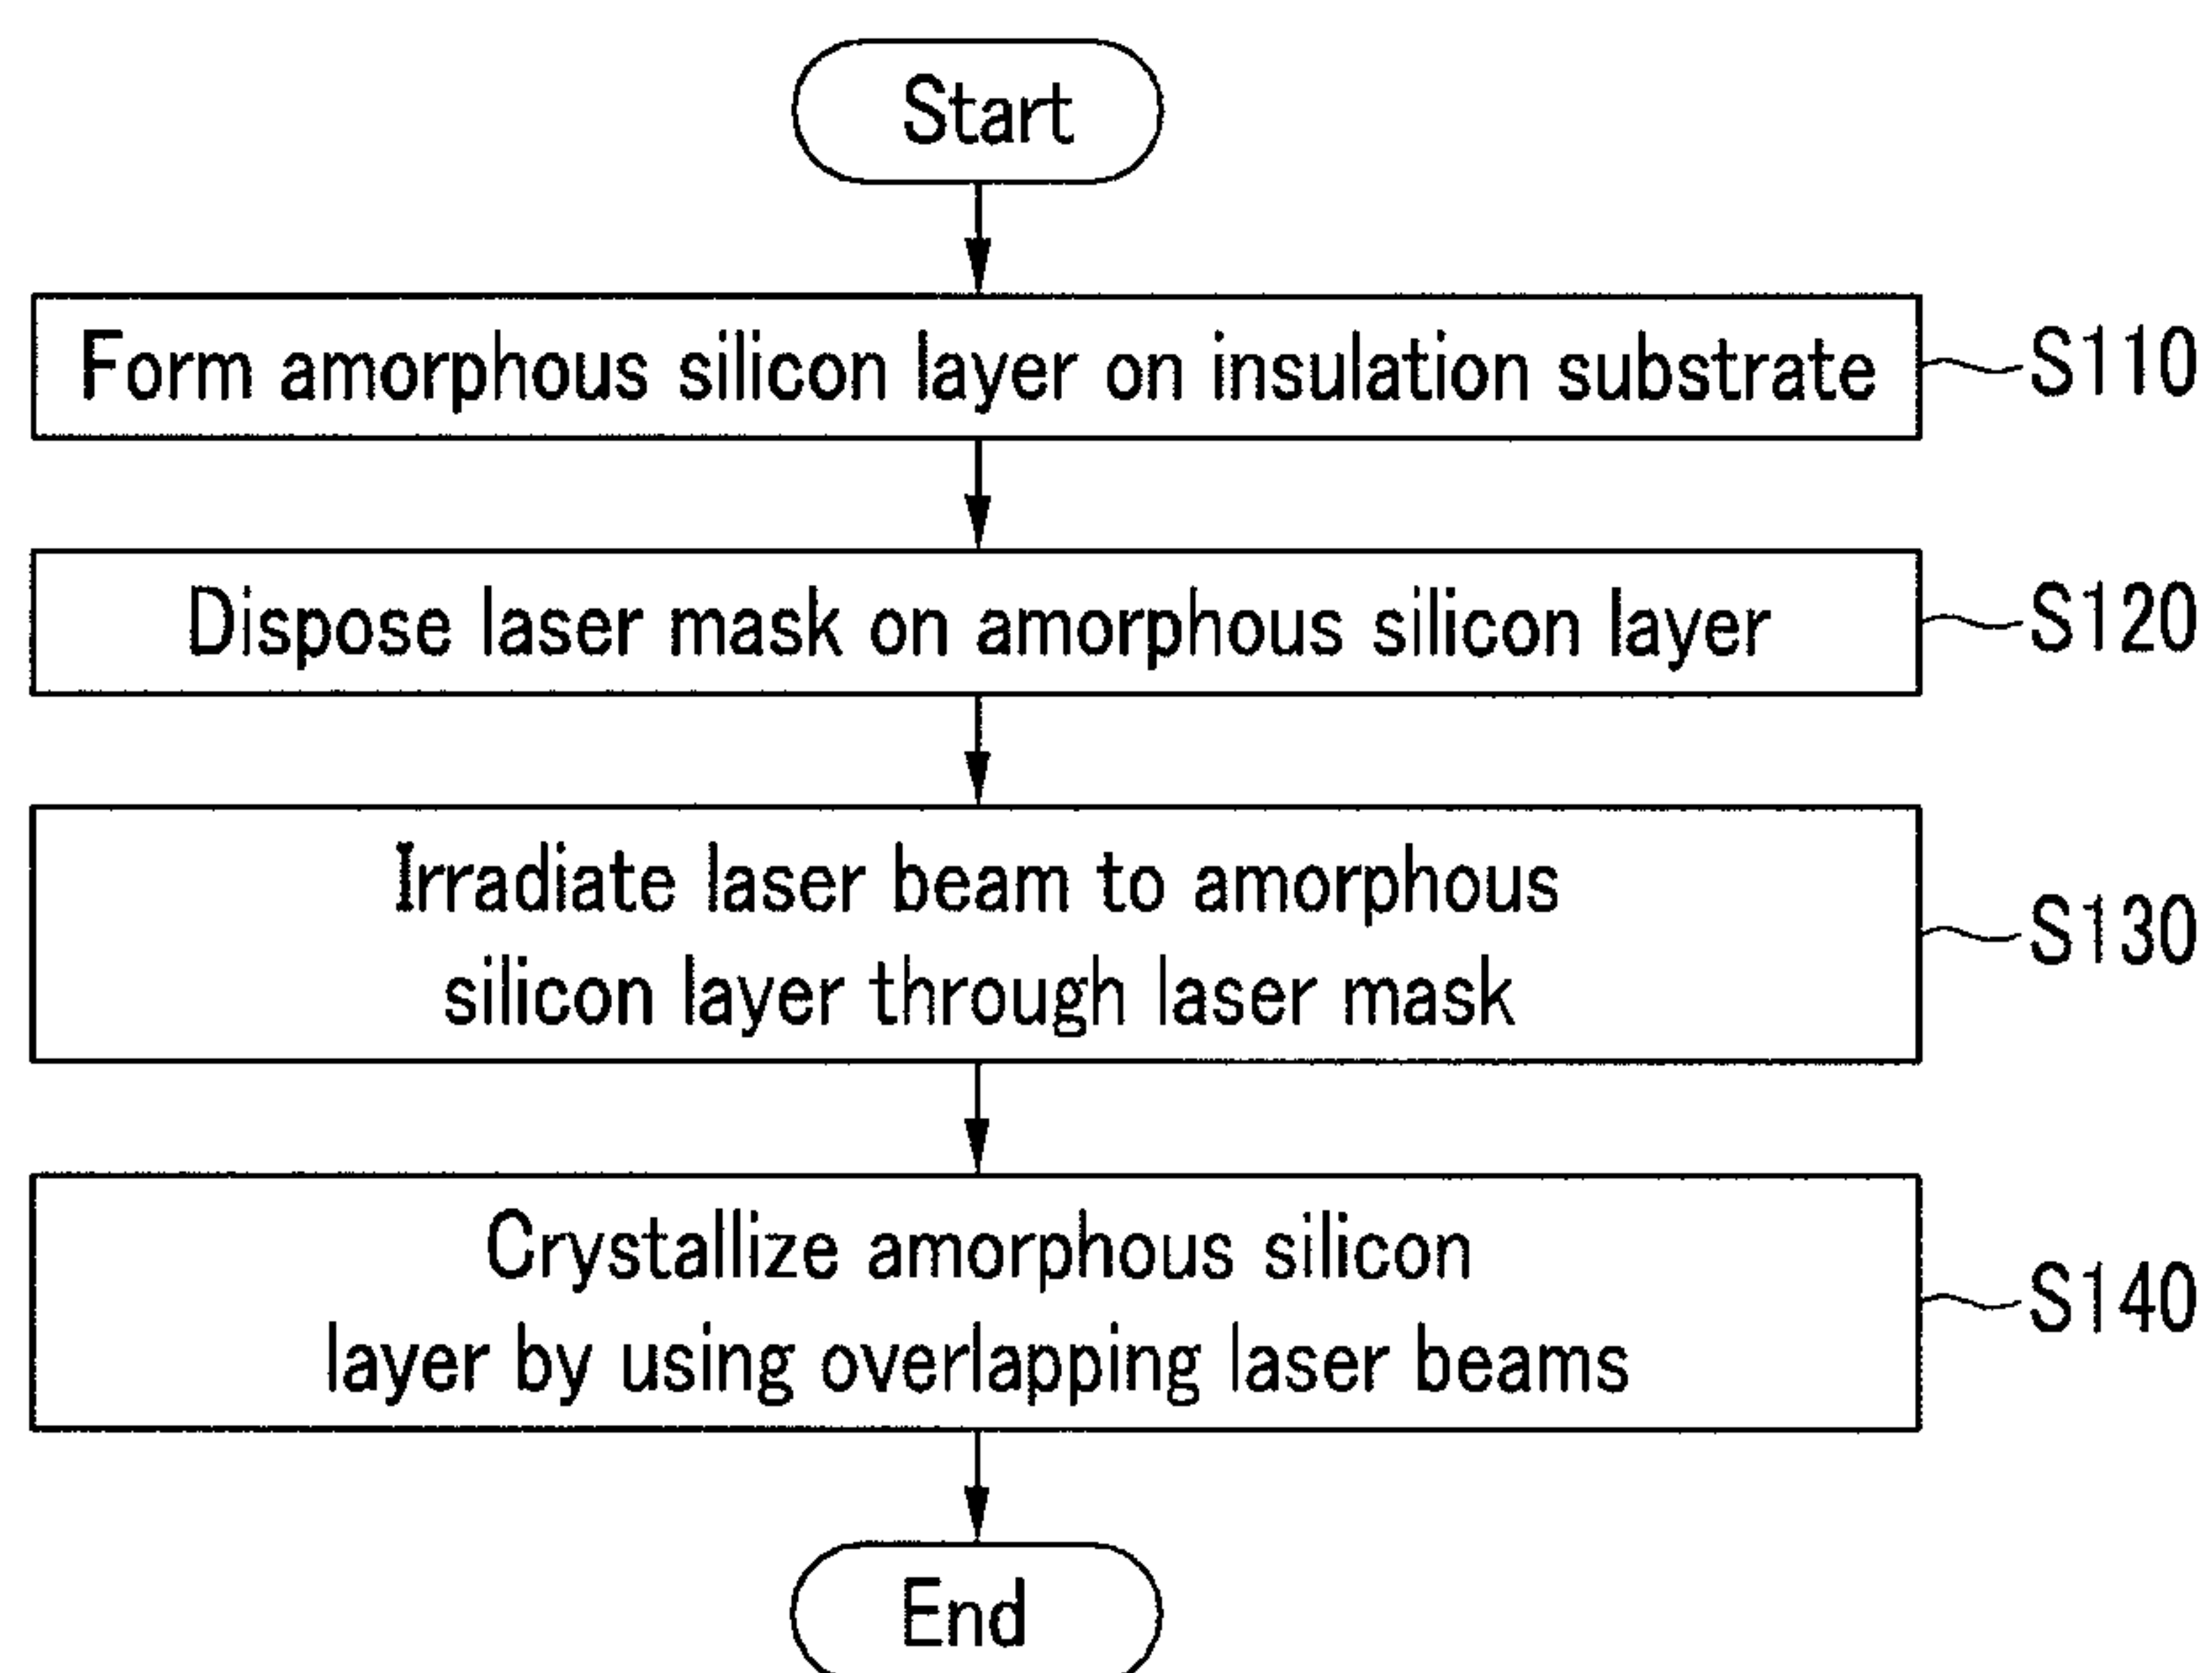 Start
Form amorphous silicon layer on insulation substrate
S110
Dispose laser mask on amorphous silicon layer
S120
Irradiate laser beam to amorphous
silicon layer through laser mask
S130
Crystallize amorphous silicon
layer by using overlapping laser beams
S140
End